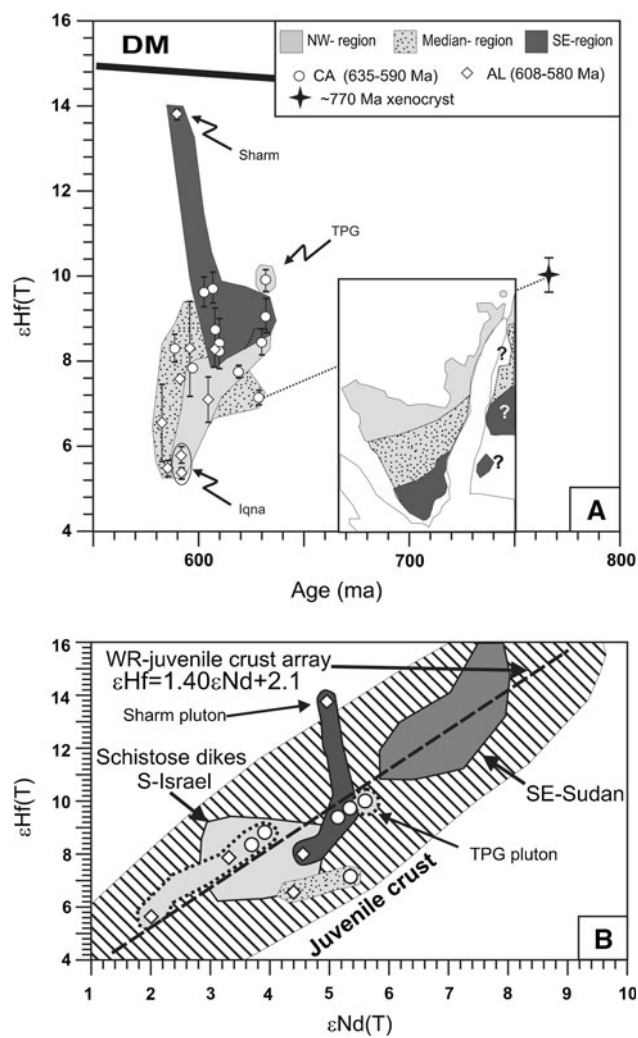 16
14
12
10
8
6
4
εHf(T)
DM
NW- region
Median- region
SE-region
CA (635-590 Ma)
AL (608-580 Ma)
~770 Ma xenocryst
Sharm
TPG
Iqna
?
?
?
A
600
700
800
Age (ma)
16
14
12
10
8
6
4
εHf(T)
WR-juvenile crust array
εHf=1.40εNd+2.1
Sharm pluton
Schistose dikes
S-Israel
SE-Sudan
TPG pluton
Juvenile crust
B
1 2 3 4 5 6 7 8 9 10
εNd(T)